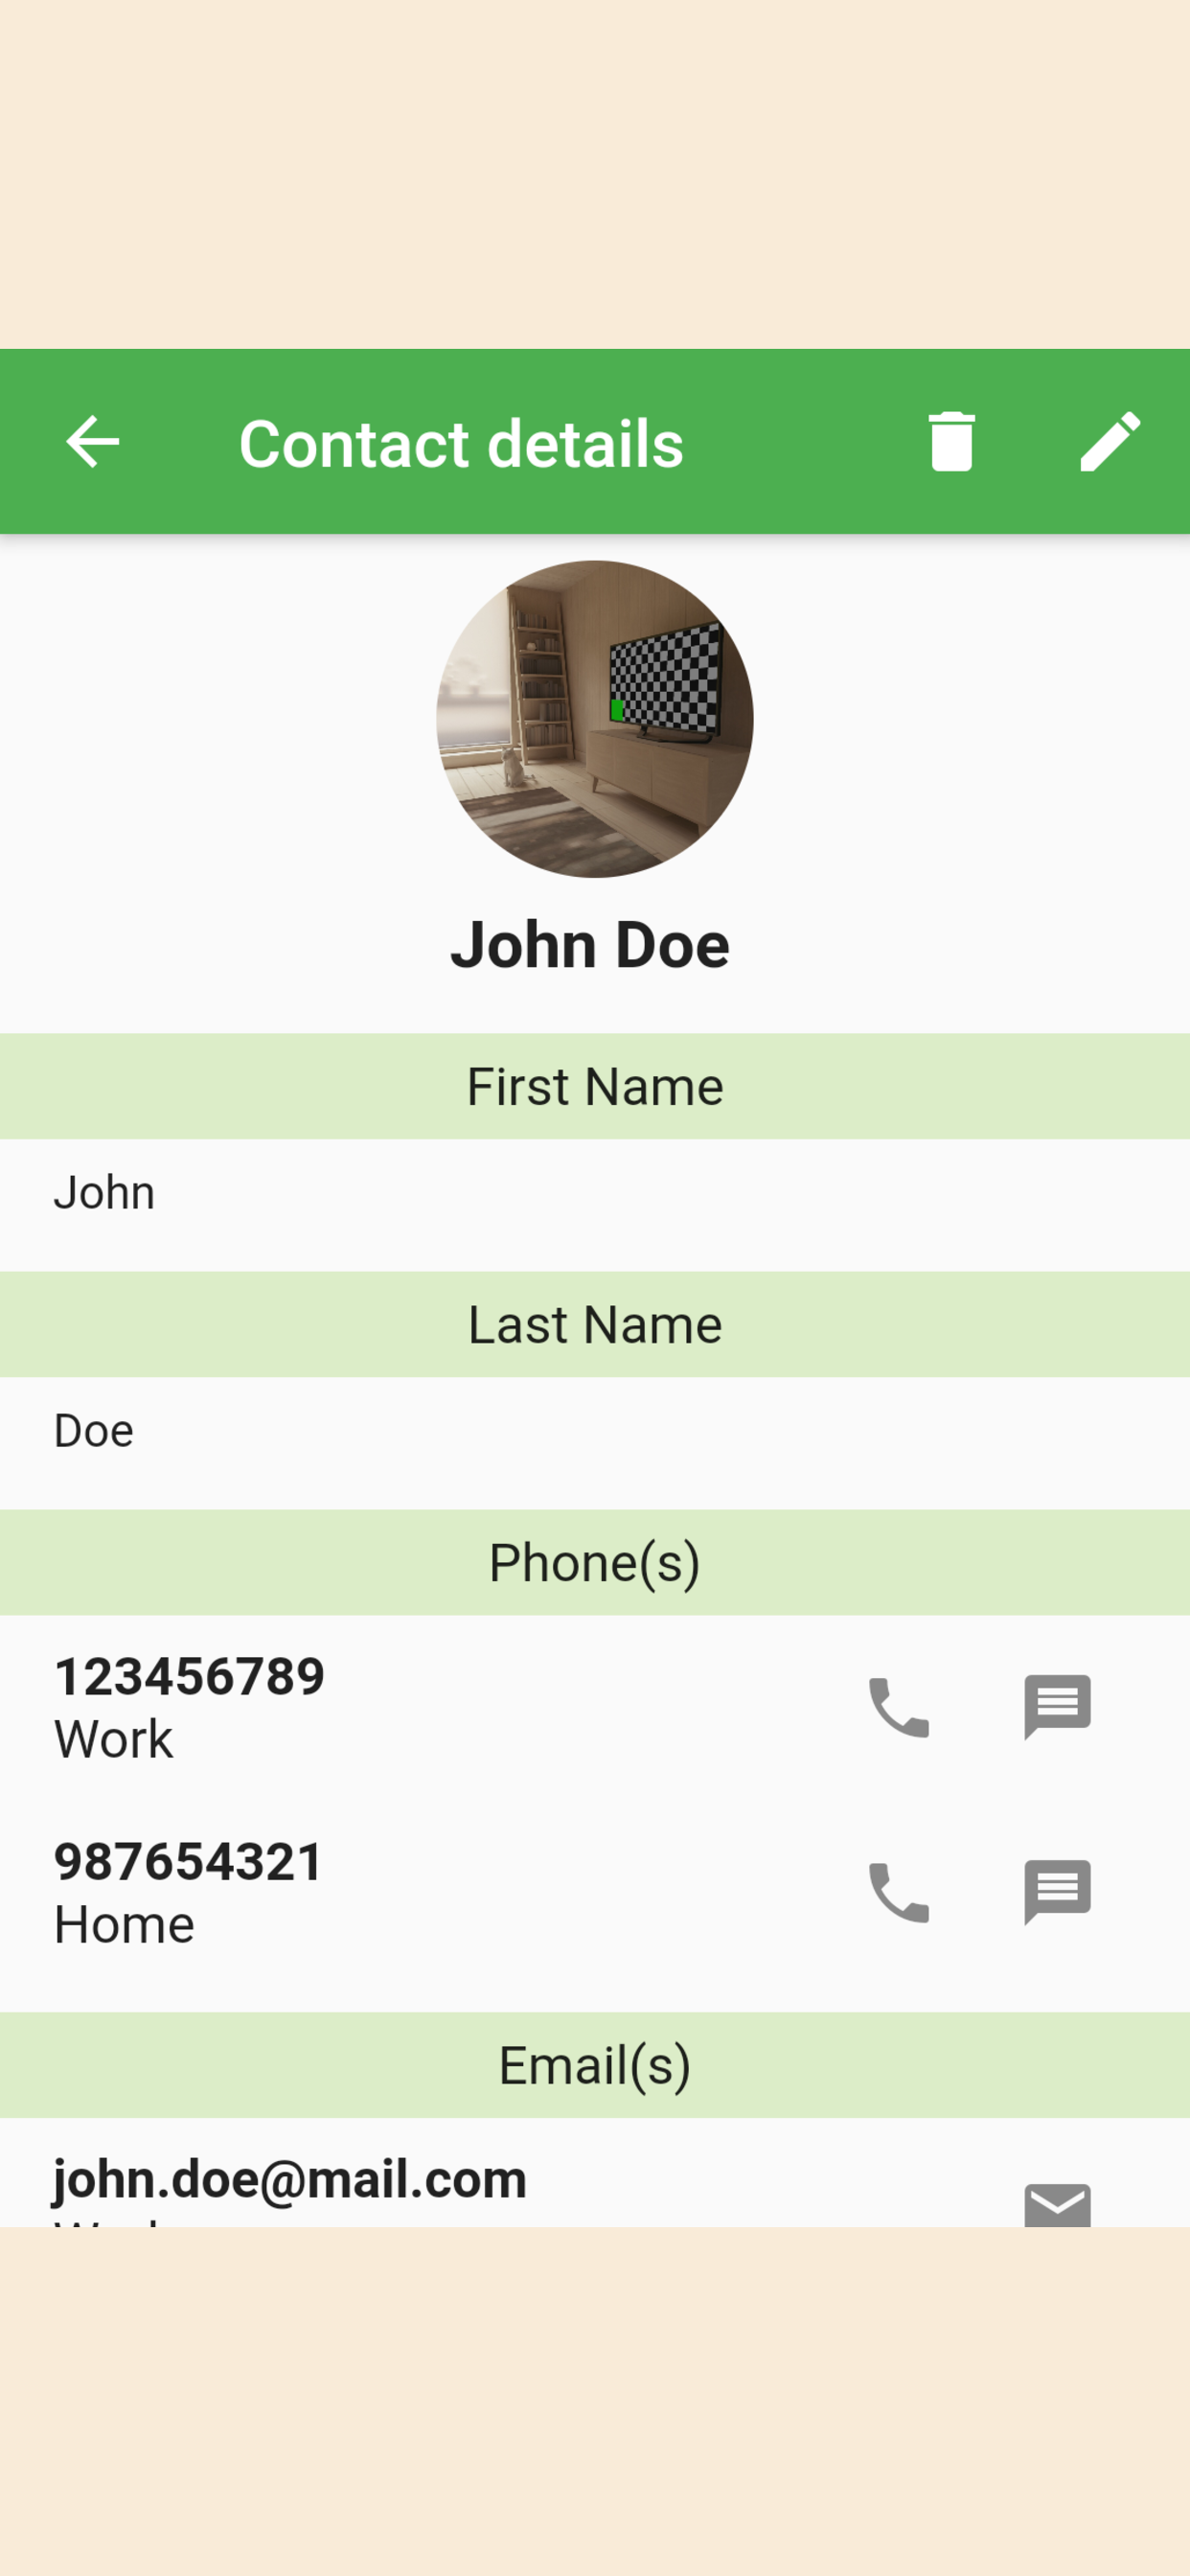 Contact details
John Doe
First Name
John
Last Name
Doe
Phone(s)
123456789
Work
987654321
Home
Email(s)
john.doe@mail.com